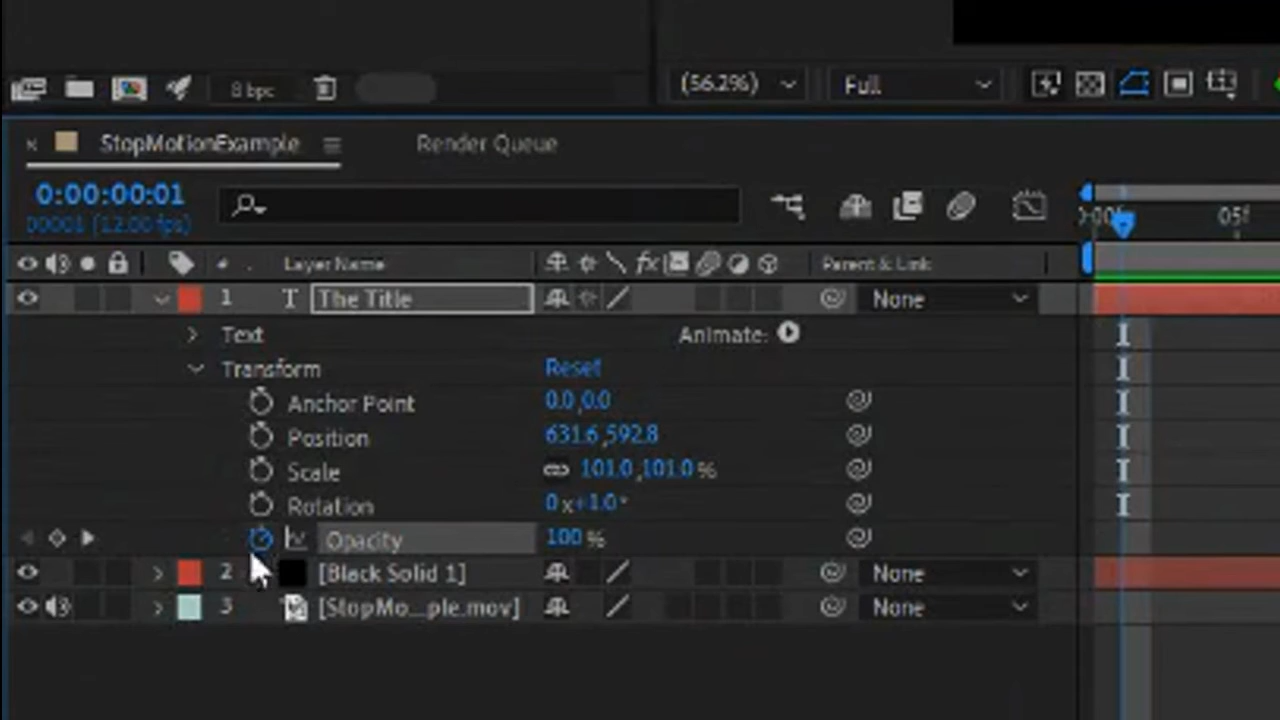 8 bpc
(56.2%)
Full
StopMotionExample
Render Queue
0:00:00:01
00001 (12.00 fps)
0:00f
05f
#
Layer Name
fx
Parent & Link
1
T
The Title
None
Text
Animate:
Transform
Reset
Anchor Point
0.0,0.0
Position
631.6,592.8
Scale
101.0,101.0 %
Rotation
0x+1.0°
Opacity
100 %
2
[Black Solid 1]
None
3
[StopMo...ple.mov]
None